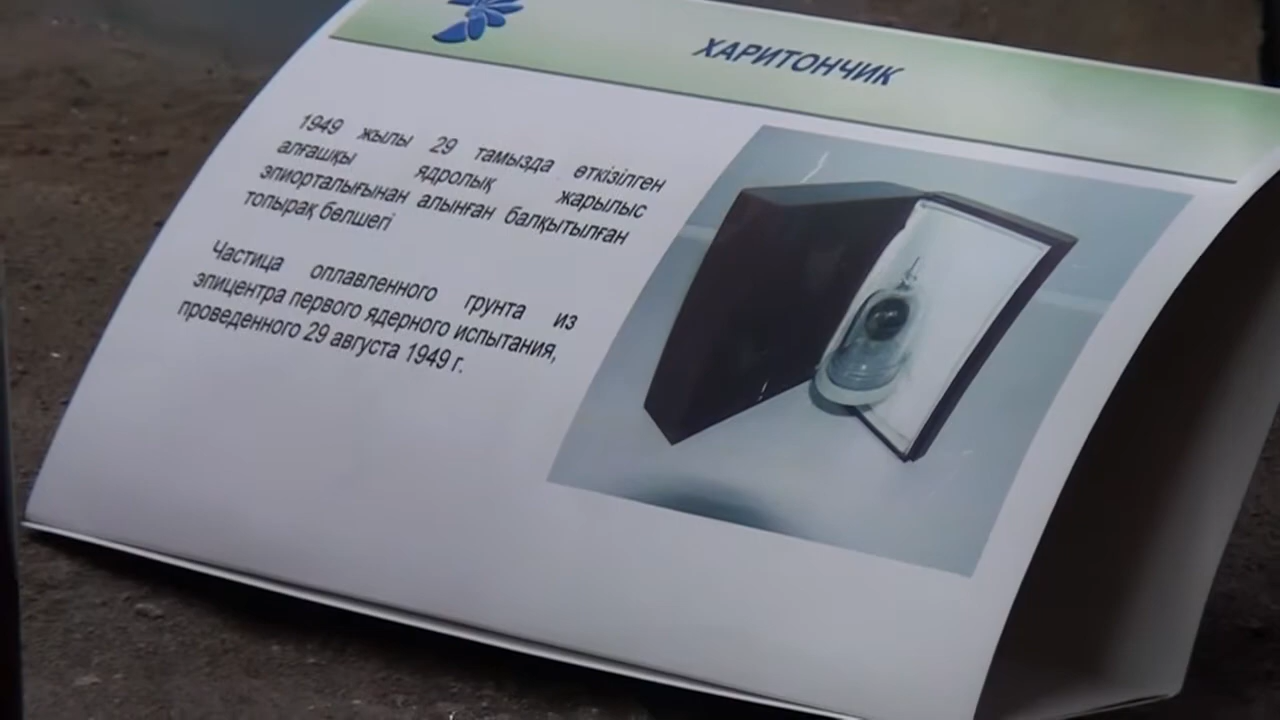 ХАРИТОНЧИК
1949 жылы 29 тамызда өткізілген
алғашқы ядролық жарылыс
эпиорталығынан алынған балқытылған
топырақ бөлшегі
Частица оплавленного грунта из
эпицентра первого ядерного испытания,
проведенного 29 августа 1949 г.